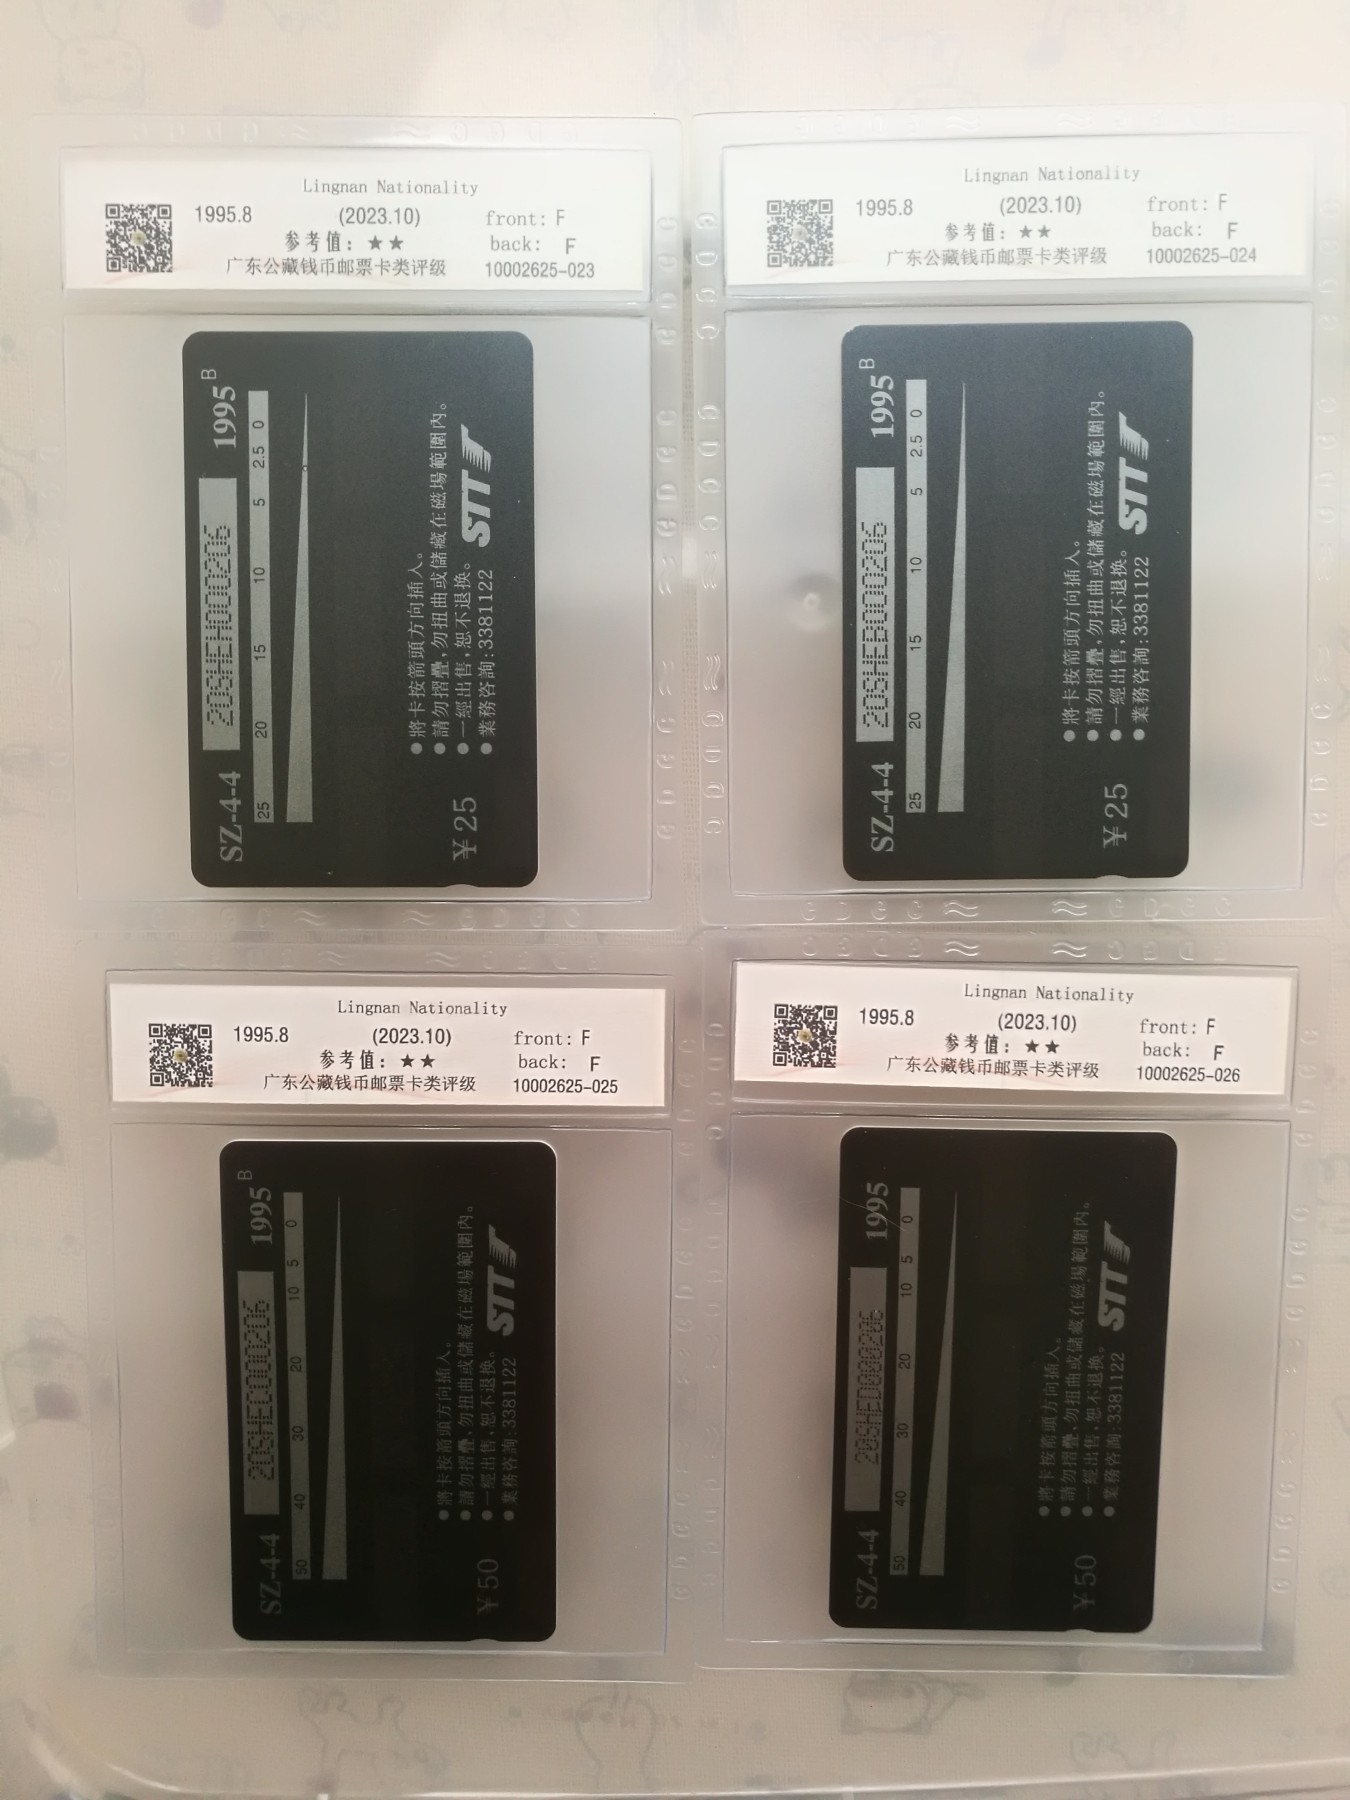 Lingnan Nationality
1995.8 (2023.10) front: F
参考值：★★ back: F
广东公藏钱币邮票卡类评级 10002625-023
SZ-4-4 20SHEH000206 1995 B
25 20 15 10 5 2.5 0
●將卡按箭頭方向插入。
●請勿摺疊,勿扭曲或儲藏在磁場範圍內。
●一經出售,恕不退換。
●業務咨詢:3381122
¥25
STT
Lingnan Nationality
1995.8 (2023.10) front: F
参考值：★★ back: F
广东公藏钱币邮票卡类评级 10002625-024
SZ-4-4 20SHEB000206 1995 B
25 20 15 10 5 2.5 0
●將卡按箭頭方向插入。
●請勿摺疊,勿扭曲或儲藏在磁場範圍內。
●一經出售,恕不退換。
●業務咨詢:3381122
¥25
STT
Lingnan Nationality
1995.8 (2023.10) front: F
参考值：★★ back: F
广东公藏钱币邮票卡类评级 10002625-025
SZ-4-4 20SHEC000206 1995 B
50 40 30 20 10 5 0
●將卡按箭頭方向插入。
●請勿摺疊,勿扭曲或儲藏在磁場範圍內。
●一經出售,恕不退換。
●業務咨詢:3381122
¥50
STT
Lingnan Nationality
1995.8 (2023.10) front: F
参考值：★★ back: F
广东公藏钱币邮票卡类评级 10002625-026
SZ-4-4 20SHED000206 1995
50 40 30 20 10 5 0
●將卡按箭頭方向插入。
●請勿摺疊,勿扭曲或儲藏在磁場範圍內。
●一經出售,恕不退換。
●業務咨詢:3381122
¥50
STT